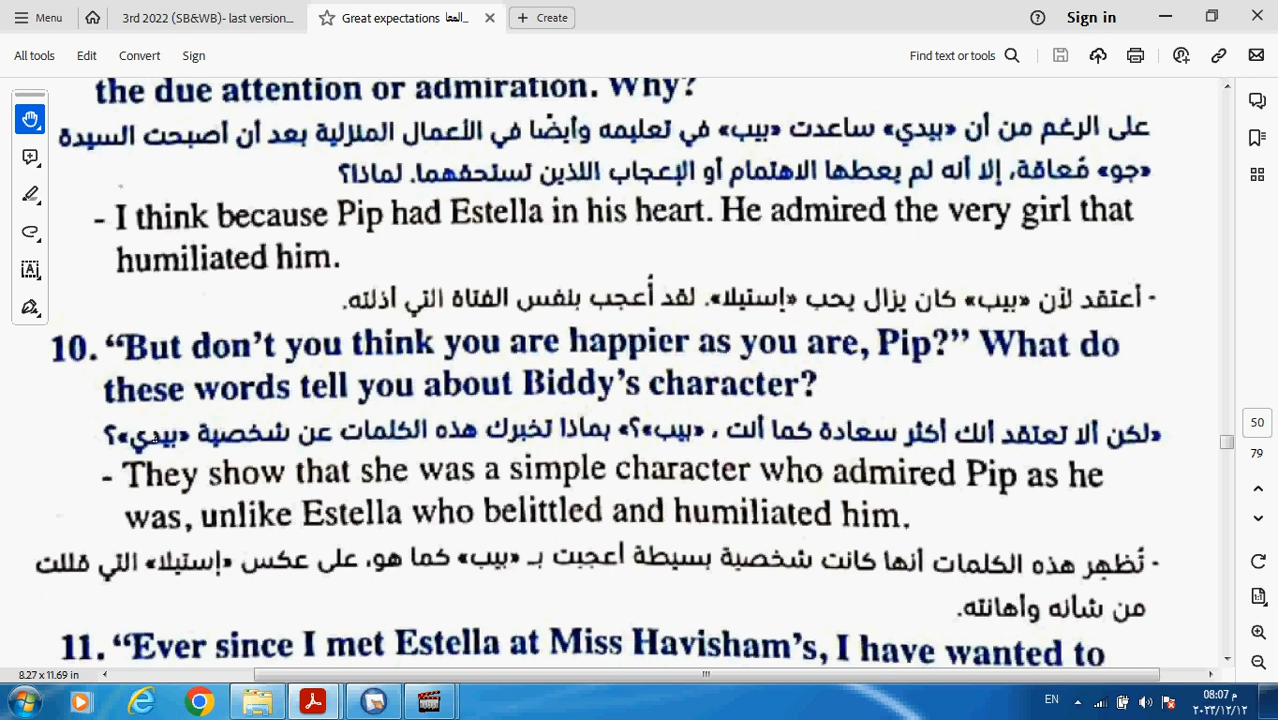 Menu
3rd 2022 (SB&WB)- last version...
Great expectations المعا...
Create
Sign in
All tools
Edit
Convert
Sign
Find text or tools
the due attention or admiration. Why?
على الرغم من أن «بيدي» ساعدت «بيب» في تعليمه وأيضًا في الأعمال المنزلية بعد أن أصبحت السيدة
«جو» مُعاقة، إلا أنه لم يعطها الاهتمام أو الإعجاب اللذين تستحقهما. لماذا؟
- I think because Pip had Estella in his heart. He admired the very girl that
humiliated him.
- أعتقد لأن «بيب» كان يزال يحب «إستيلا». لقد أُعجب بنفس الفتاة التي أذلته.
10. “But don’t you think you are happier as you are, Pip?” What do
these words tell you about Biddy’s character?
«لكن ألا تعتقد أنك أكثر سعادة كما أنت ، «بيب»؟» بماذا تخبرك هذه الكلمات عن شخصية «بيدي»؟
- They show that she was a simple character who admired Pip as he
was, unlike Estella who belittled and humiliated him.
- تُظهر هذه الكلمات أنها كانت شخصية بسيطة أعجبت بـ «بيب» كما هو، على عكس «إستيلا» التي قللت
من شأنه وأهانته.
11. “Ever since I met Estella at Miss Havisham’s, I have wanted to
50
79
8.27 x 11.69 in
EN
08:07 م
٢٠٢٣/١٢/١٢